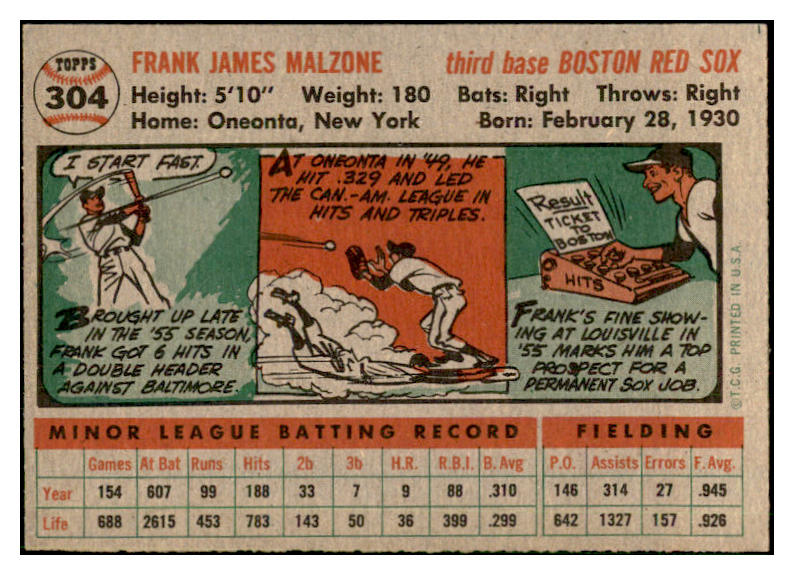 TOPPS
304
FRANK JAMES MALZONE third base BOSTON RED SOX
Height: 5'10" Weight: 180 Bats: Right Throws: Right
Home: Oneonta, New York Born: February 28, 1930
I START FAST.
BROUGHT UP LATE
IN THE '55 SEASON,
FRANK GOT 6 HITS IN
A DOUBLE HEADER
AGAINST BALTIMORE.
AT ONEONTA IN '49, HE
HIT .329 AND LED
THE CAN.-AM. LEAGUE IN
HITS AND TRIPLES.
Result
TICKET
TO
BOSTON
HITS
FRANK'S FINE SHOW-
ING AT LOUISVILLE IN
'55 MARKS HIM A TOP
PROSPECT FOR A
PERMANENT SOX JOB.
© T.C.G. PRINTED IN U.S.A.
MINOR LEAGUE BATTING RECORD FIELDING
Games At Bat Runs Hits 2b 3b H.R. R.B.I. B. Avg P.O. Assists Errors F. Avg.
Year 154 607 99 188 33 7 9 88 .310 146 314 27 .945
Life 688 2615 453 783 143 50 36 399 .299 642 1327 157 .926